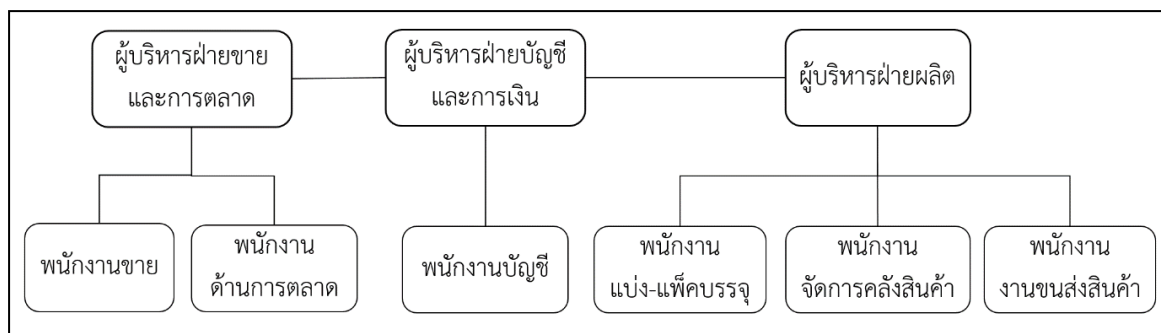 ผู้บริหารฝ่ายขาย
และการตลาด
ผู้บริหารฝ่ายบัญชี
และการเงิน
ผู้บริหารฝ่ายผลิต
พนักงานขาย
พนักงาน
ด้านการตลาด
พนักงานบัญชี
พนักงาน
แบ่ง-แพ็คบรรจุ
พนักงาน
จัดการคลังสินค้า
พนักงาน
งานขนส่งสินค้า